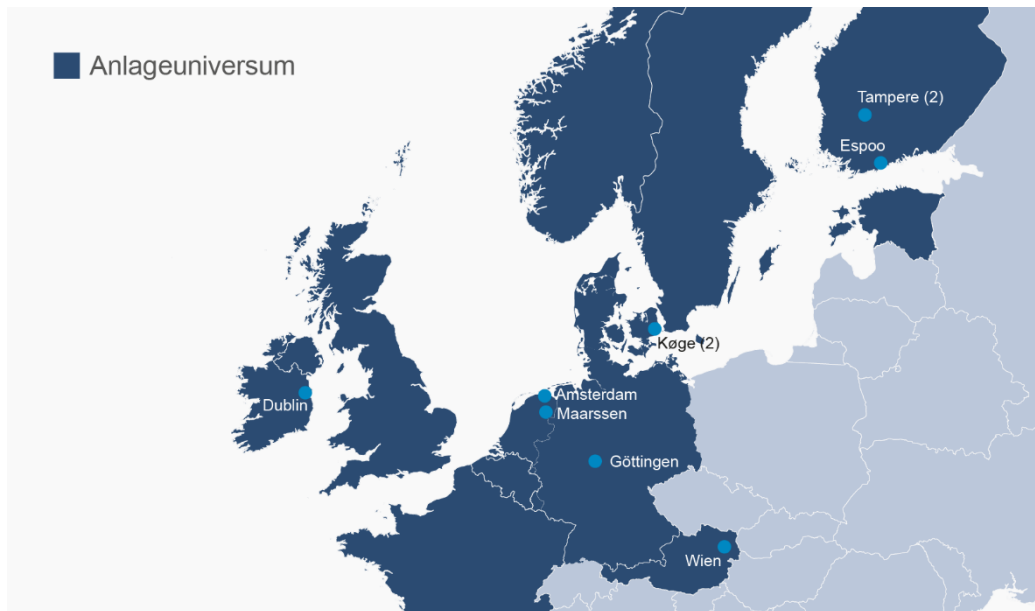 Anlageuniversum
Tampere (2)
Espoo
Køge (2)
Amsterdam
Dublin
Maarssen
Göttingen
Wien